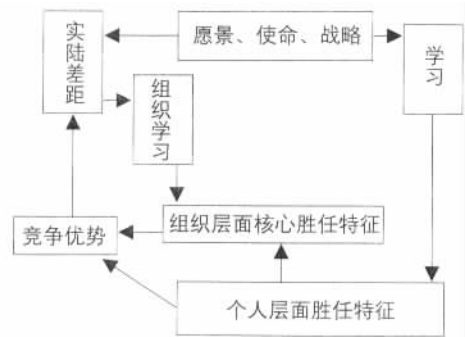 实陆差距
愿景、使命、战略
学习
组织学习
组织层面核心胜任特征
竞争优势
个人层面胜任特征